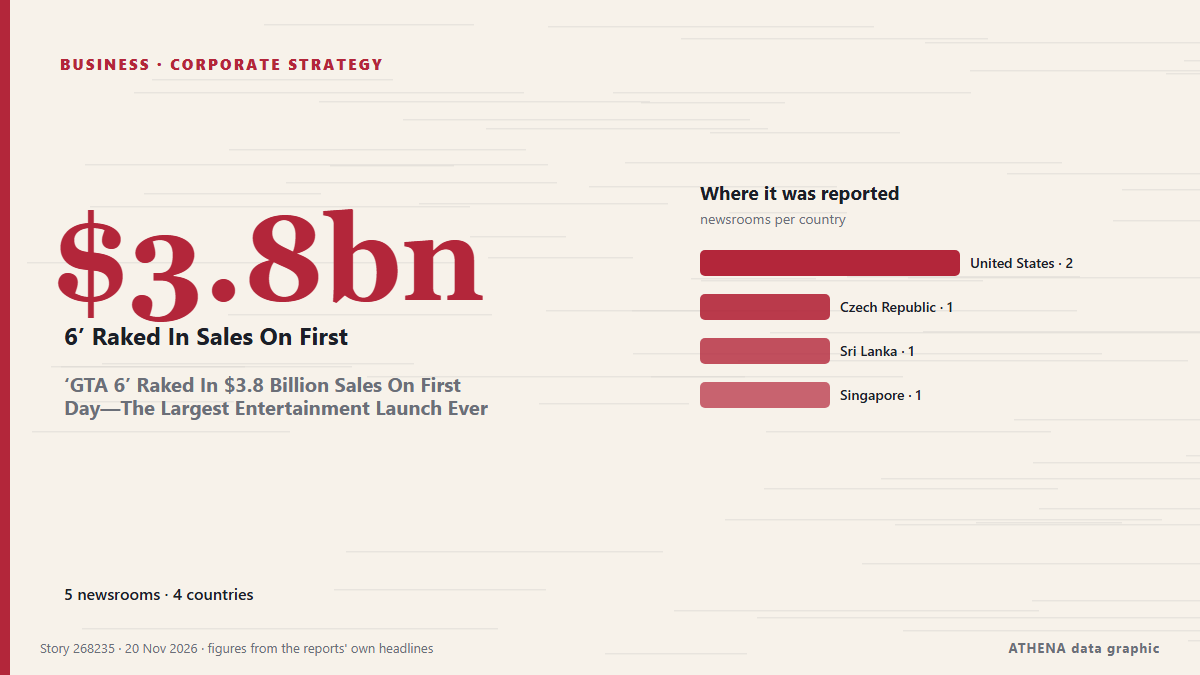 BUSINESS · CORPORATE STRATEGY
$3.8bn
6’ Raked In Sales On First
‘GTA 6’ Raked In $3.8 Billion Sales On First
Day—The Largest Entertainment Launch Ever
Where it was reported
newsrooms per country
United States · 2
Czech Republic · 1
Sri Lanka · 1
Singapore · 1
5 newsrooms · 4 countries
Story 268235 · 20 Nov 2026 · figures from the reports' own headlines
ATHENA data graphic